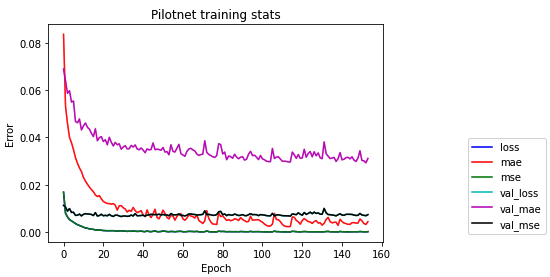 Pilotnet training stats
Error
0.08
0.06
0.04
0.02
0.00
0 20 40 60 80 100 120 140 160
Epoch
loss
mae
mse
val_loss
val_mae
val_mse